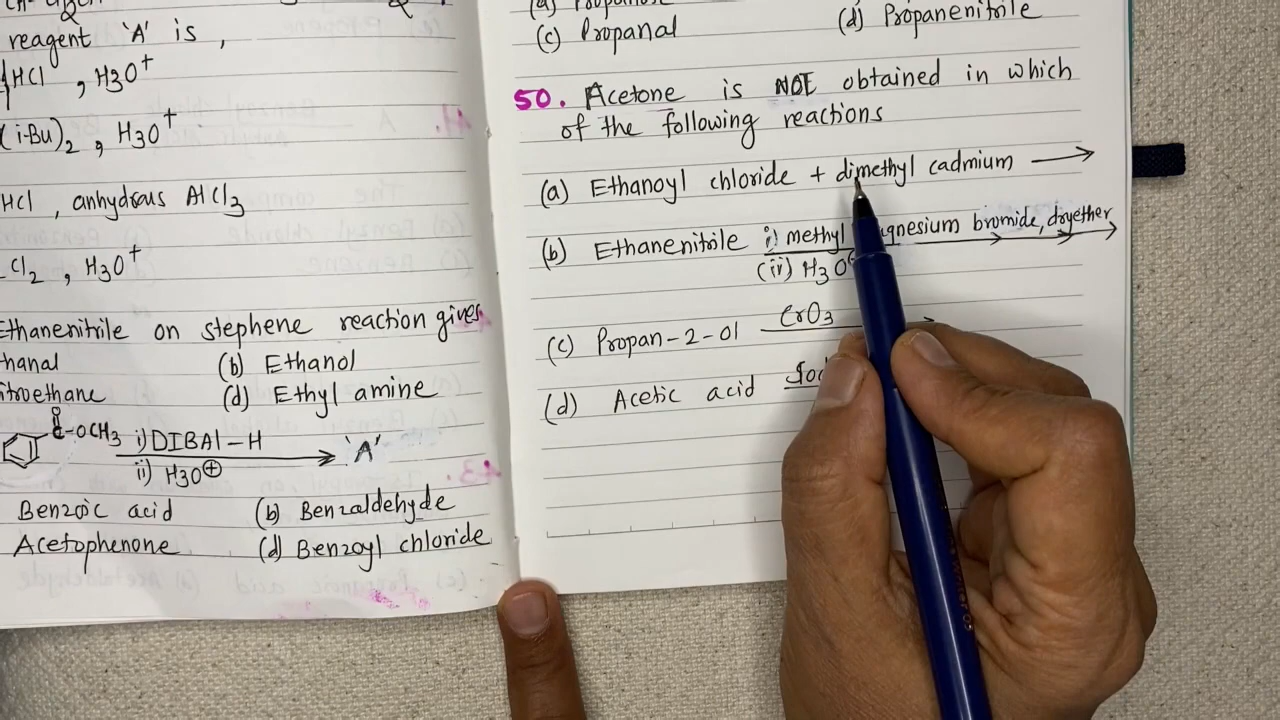 reagent 'A' is,
HCl , H3O+
(i-Bu)2 , H3O+
HCl , anhydrous AlCl3
Cl2 , H3O+
Ethanenitrile on stephene reaction gives
hanal (b) Ethanol
itroethane (d) Ethyl amine
C-OCH3 i) DIBAl-H 'A'
ii) H3O⊕
Benzoic acid (b) Benzaldehyde
Acetophenone (d) Benzoyl chloride
(c) Propanal (d) Propanenitrile
50. Acetone is NOT obtained in which
of the following reactions
(a) Ethanoyl chloride + dimethyl cadmium →
(b) Ethanenitrile i) methyl gnesium bromide, dryether
(ii) H3O
(c) Propan-2-ol CrO3
(d) Acetic acid